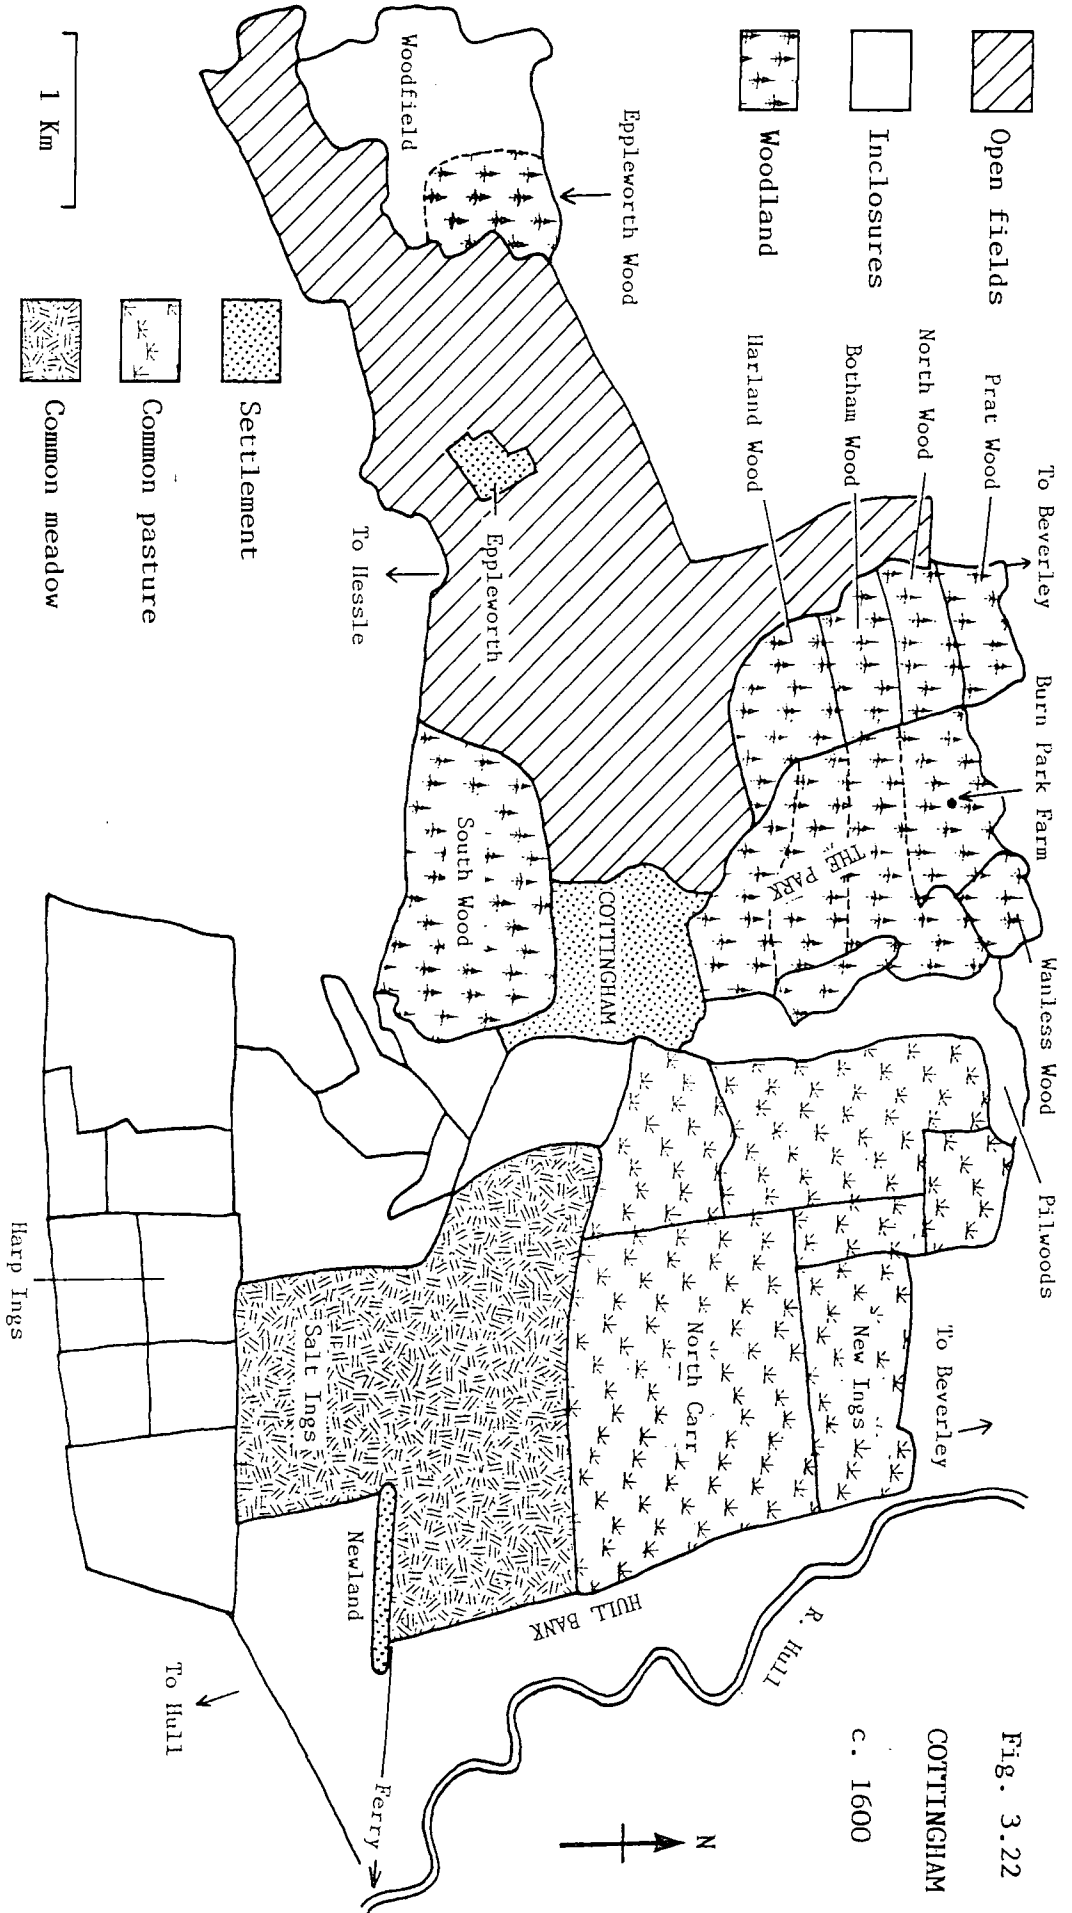 Fig. 3.22
COTTINGHAM
c. 1600
Open fields
Inclosures
Woodland
Settlement
Common pasture
Common meadow
1 Km
N
To Beverley
Prat Wood
North Wood
Botham Wood
Harland Wood
Burn Park Farm
Wanless Wood
Pilwoods
To Beverley
THE PARK
Eppleworth Wood
Woodfield
Eppleworth
To Hessle
South Wood
COTTINGHAM
New Ings
North Carr
Salt Ings
Newland
HULL BANK
R. Hull
Ferry
To Hull
Harp Ings